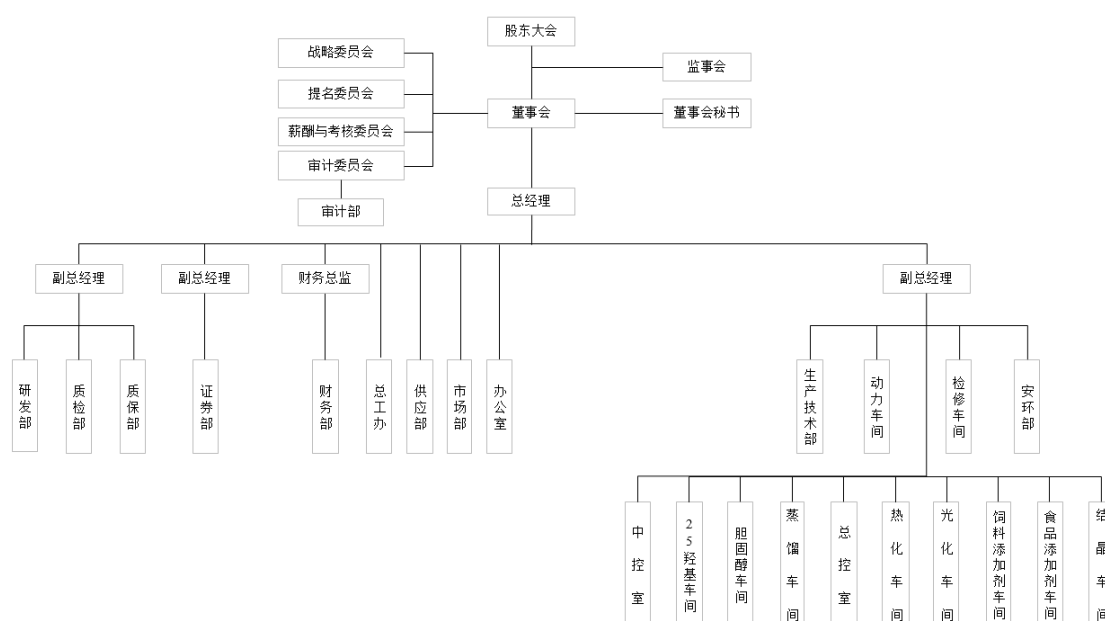 股东大会
战略委员会
监事会
提名委员会
董事会
董事会秘书
薪酬与考核委员会
审计委员会
总经理
审计部
副总经理
副总经理
财务总监
副总经理
研发部
质检部
质保部
证券部
财务部
总工办
供应部
市场部
办公室
生产技术部
动力车间
检修车间
安环部
中控室
25羟基车间
胆固醇车间
蒸馏车间
总控室
热化车间
光化车间
饲料添加剂车间
食品添加剂车间
结晶车间